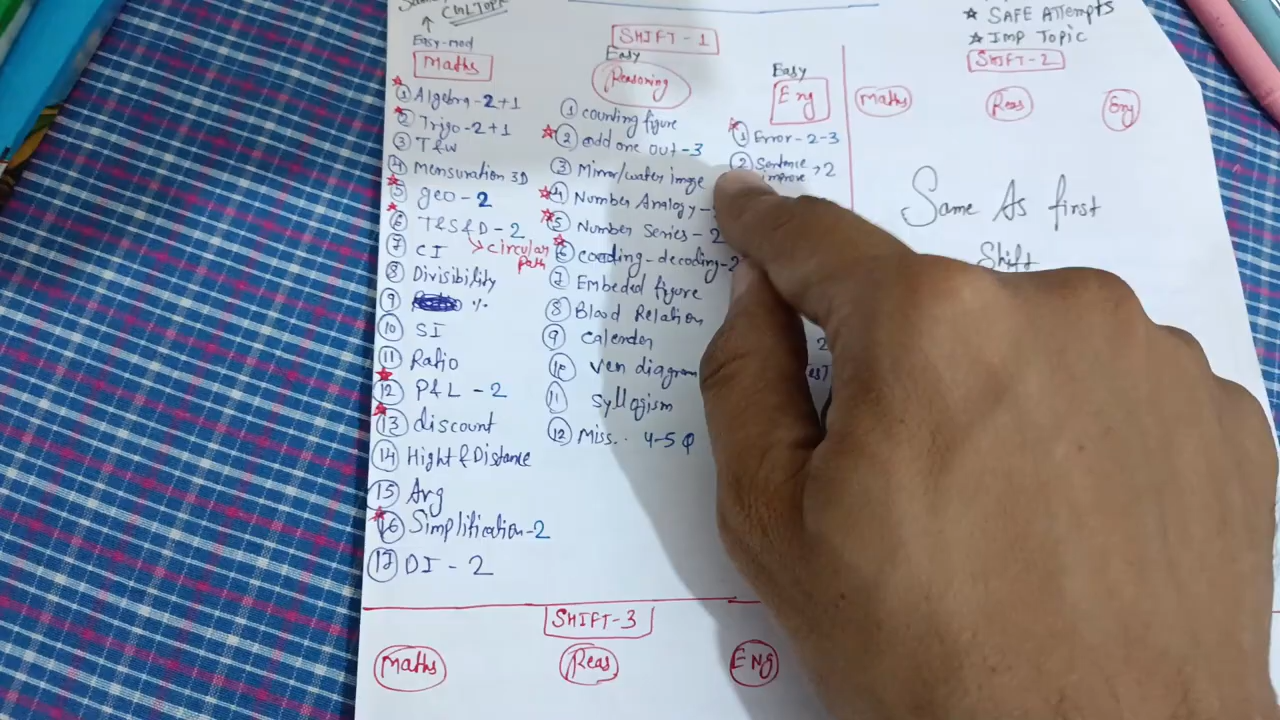 CGL TOPIC
★ SAFE Attempts
★ Imp Topic
SHIFT-1
Easy-mod
Maths
① Algebra - 2+1
② Trigo - 2+1
③ T&W
④ Mensuration 3D
⑤ geo - 2
⑥ T&S&D - 2
→ circular path
⑦ CI
⑧ Divisibility
⑨ %
⑩ SI
⑪ Ratio
⑫ P&L - 2
⑬ discount
⑭ Hight & Distance
⑮ Avg
⑯ Simplification - 2
⑰ DI - 2
Easy
Reasoning
① counting figure
② odd one out - 3
③ Mirror/water image
④ Number Analogy -
⑤ Number Series - 2
⑥ coading-decoding - 2
⑦ Embeded figure
⑧ Blood Relation
⑨ Calender
⑩ Ven diagram
⑪ Syllogism
⑫ Miss.. 4-5 Q
Easy
Eng
① Error - 2-3
② Sentence improve → 2
2
SHIFT-2
Maths
Reas
Eng
Same As first
Shift
SHIFT-3
Maths
Reas
ENG